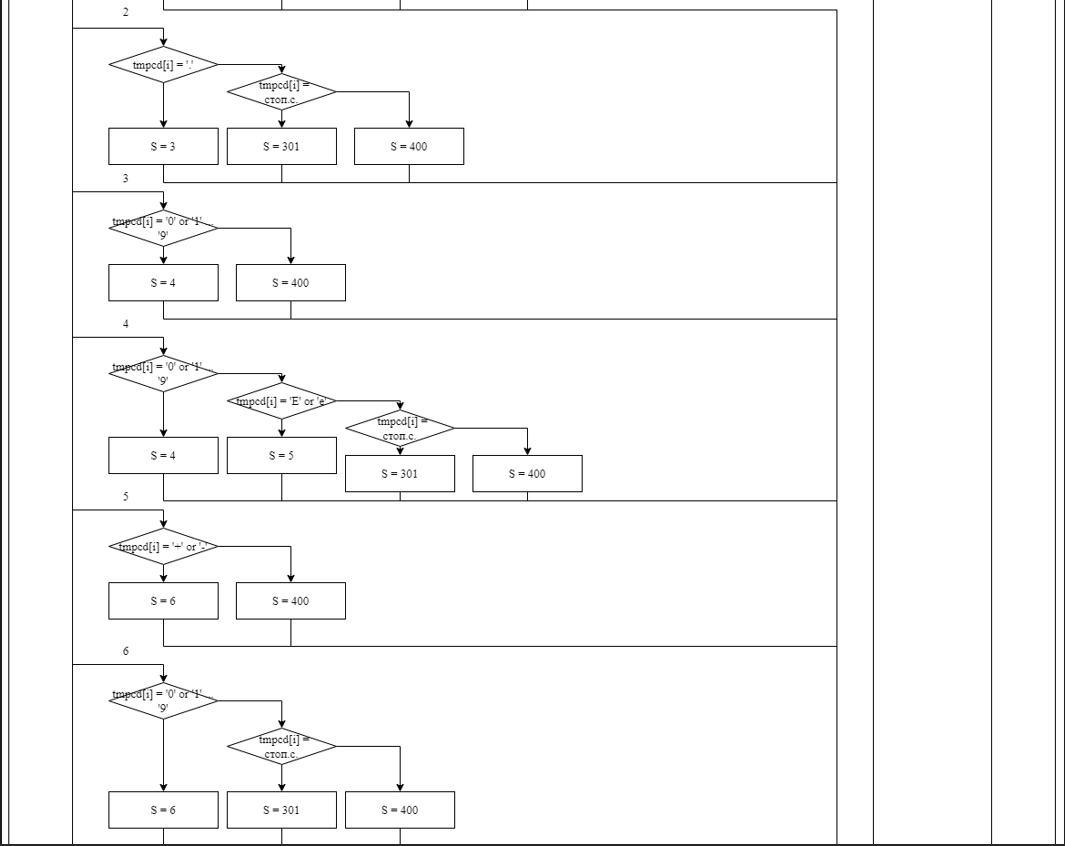 2
tmpcd[i] = '.'
tmpcd[i] =
стоп.с.
S = 3
S = 301
S = 400
3
tmpcd[i] = '0' or '1' ...
'9'
S = 4
S = 400
4
tmpcd[i] = '0' or '1' ...
'9'
tmpcd[i] = 'E' or 'e'
tmpcd[i] =
стоп.с.
S = 4
S = 5
S = 301
S = 400
5
tmpcd[i] = '+' or '-'
S = 6
S = 400
6
tmpcd[i] = '0' or '1' ...
'9'
tmpcd[i] =
стоп.с.
S = 6
S = 301
S = 400